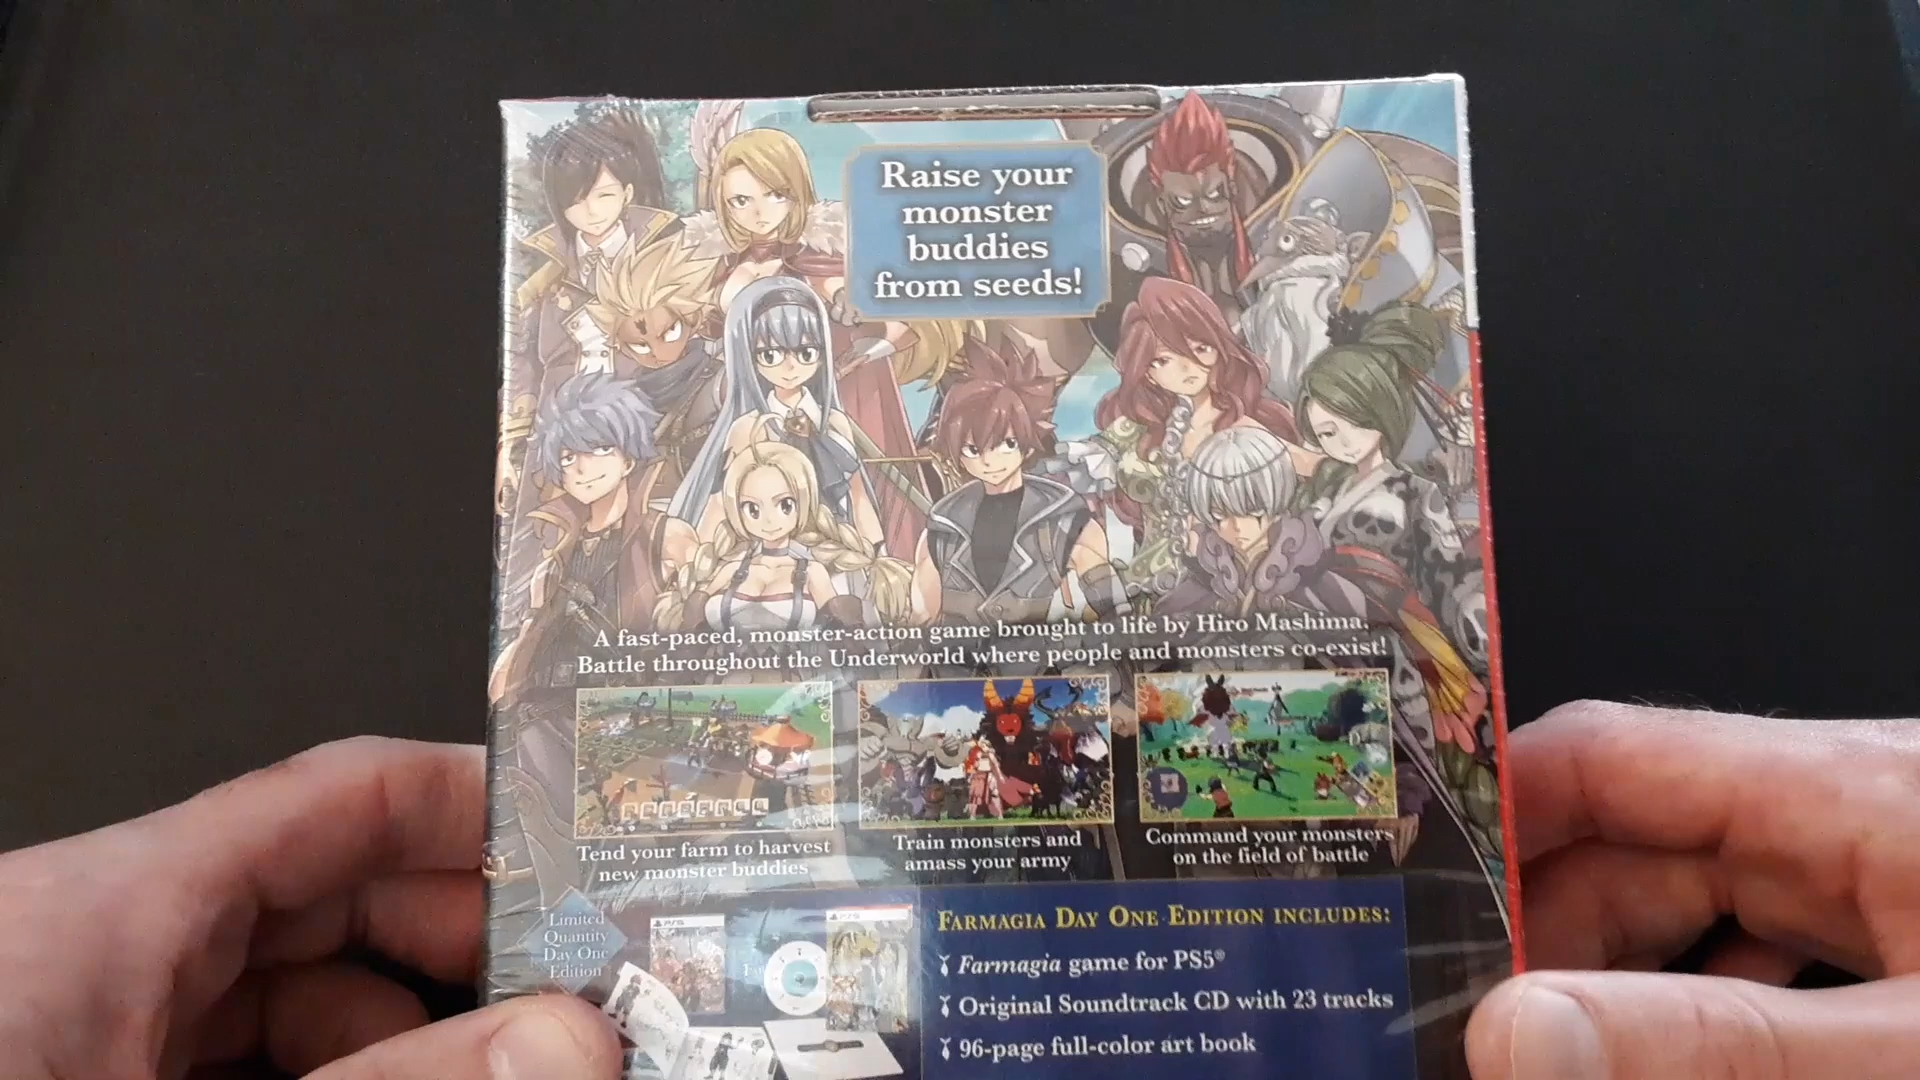 Raise your
monster
buddies
from seeds!
A fast-paced, monster-action game brought to life by Hiro Mashima.
Battle throughout the Underworld where people and monsters co-exist!
Tend your farm to harvest
new monster buddies
Train monsters and
amass your army
Command your monsters
on the field of battle
Limited
Quantity
Day One
Edition
PS5
PS5
FARMAGIA DAY ONE EDITION INCLUDES:
Farmagia game for PS5®
Original Soundtrack CD with 23 tracks
96-page full-color art book